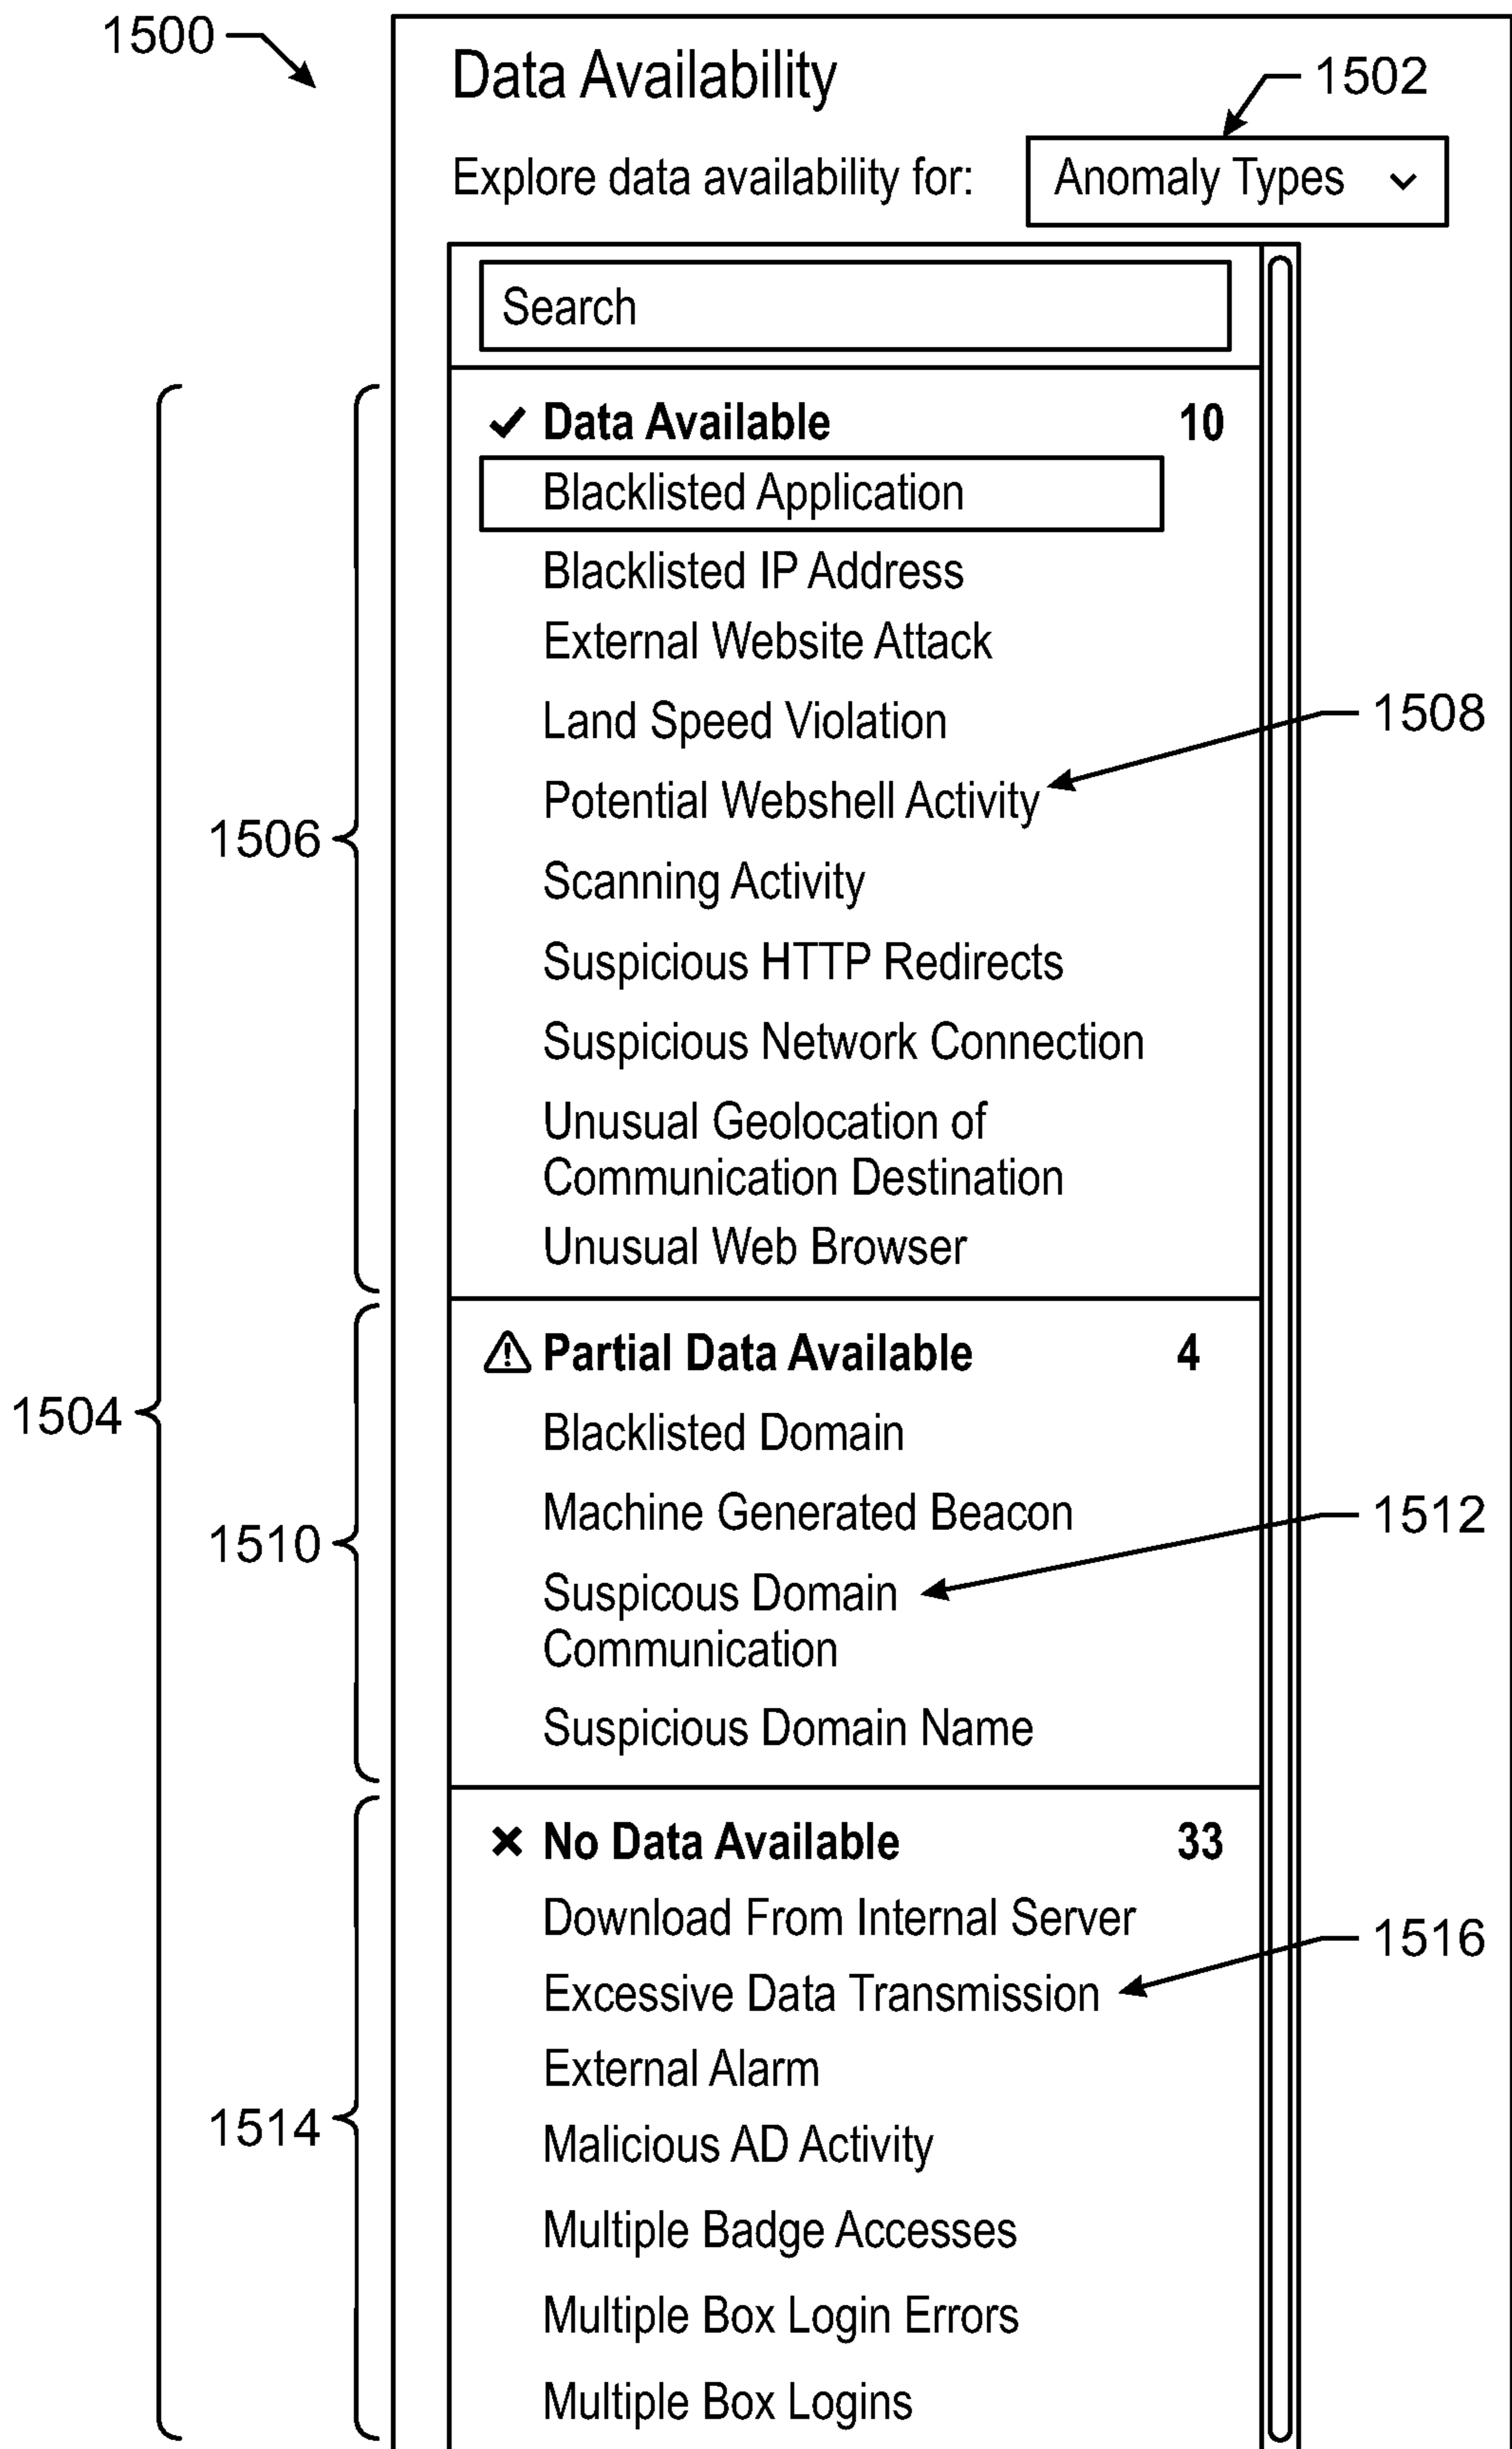 1500
Data Availability
1502
Explore data availability for:
Anomaly Types
Search
Data Available 10
Blacklisted Application
Blacklisted IP Address
External Website Attack
Land Speed Violation
1508
Potential Webshell Activity
1506
Scanning Activity
Suspicious HTTP Redirects
Suspicious Network Connection
Unusual Geolocation of
Communication Destination
Unusual Web Browser
Partial Data Available 4
1504
Blacklisted Domain
Machine Generated Beacon
1512
1510
Suspicous Domain
Communication
Suspicious Domain Name
No Data Available 33
Download From Internal Server
1516
Excessive Data Transmission
External Alarm
1514
Malicious AD Activity
Multiple Badge Accesses
Multiple Box Login Errors
Multiple Box Logins